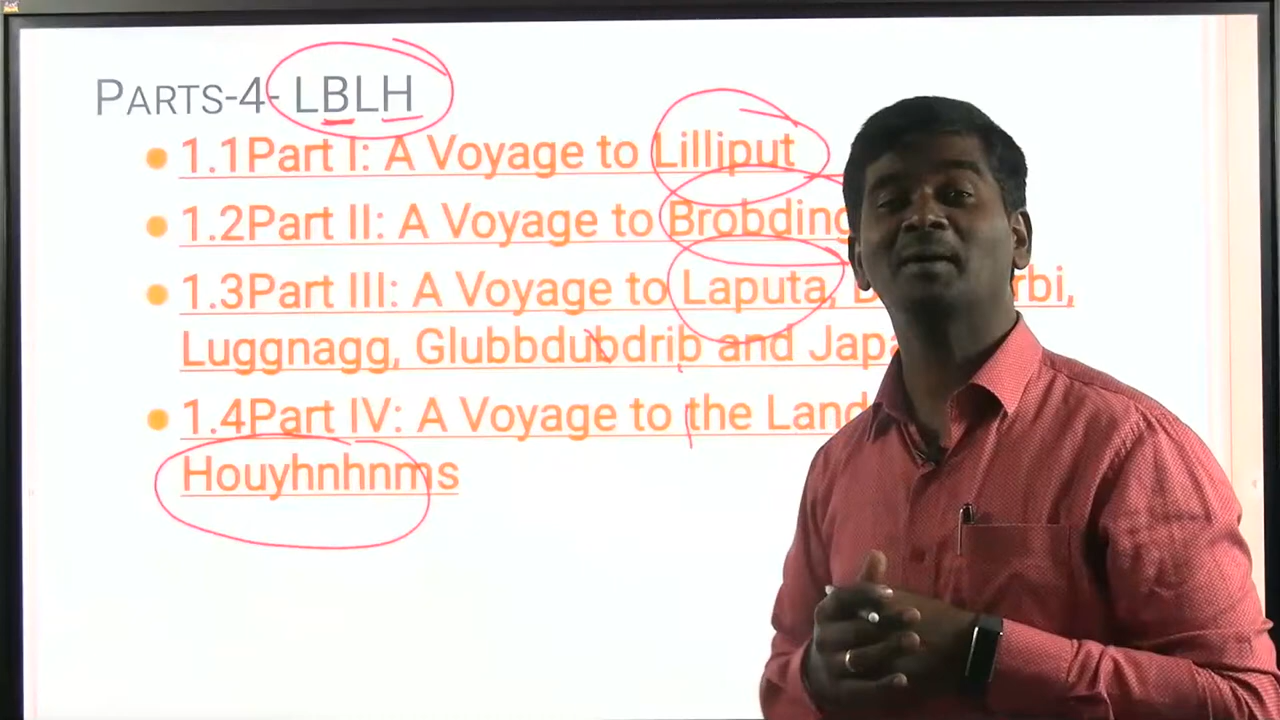 PARTS-4- LBLH
1.1Part I: A Voyage to Lilliput
1.2Part II: A Voyage to
1.3Part III: A Voyage to Laputa,
Luggnagg, Glubbdubdrib and
1.4Part IV: A Voyage to the Land
Houyhnhnms